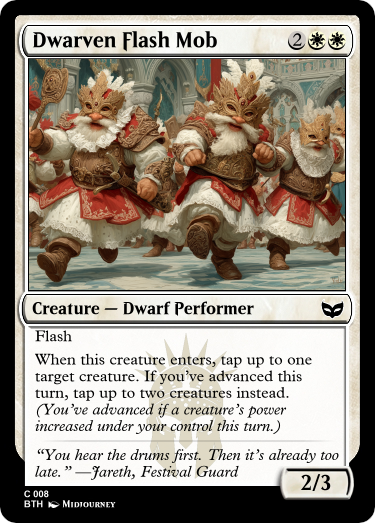 Dwarven Flash Mob 2
Creature — Dwarf Performer
Flash
When this creature enters, tap up to one
target creature. If you've advanced this
turn, tap up to two creatures instead.
(You've advanced if a creature's power
increased under your control this turn.)
"You hear the drums first. Then it's already too
late." —Jareth, Festival Guard
2/3
C 008
BTH Midjourney